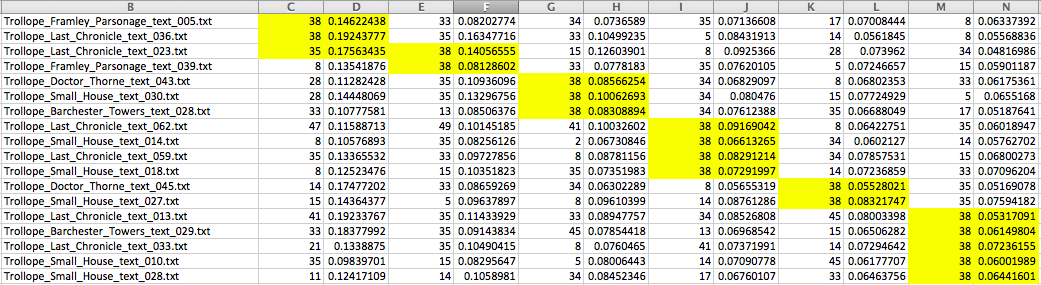 B C D E F G H I J K L M N
Trollope_Framley_Parsonage_text_005.txt 38 0.14622438 33 0.08202774 34 0.0736589 35 0.07136608 17 0.07008444 8 0.06337392
Trollope_Last_Chronicle_text_036.txt 38 0.19243777 35 0.16347716 33 0.10499235 5 0.08431913 14 0.0561845 8 0.05568836
Trollope_Last_Chronicle_text_023.txt 35 0.17563435 38 0.14056555 15 0.12603901 8 0.0925366 28 0.073962 34 0.04816986
Trollope_Framley_Parsonage_text_039.txt 8 0.13541876 38 0.08128602 33 0.0778183 35 0.07620105 5 0.07246657 15 0.05901187
Trollope_Doctor_Thorne_text_043.txt 28 0.11282428 35 0.10936096 38 0.08566254 34 0.06829097 8 0.06802353 33 0.06175361
Trollope_Small_House_text_030.txt 28 0.14448069 35 0.13296756 38 0.10062693 34 0.080476 15 0.07724929 5 0.0655168
Trollope_Barchester_Towers_text_028.txt 33 0.10777581 13 0.08506376 38 0.08308894 34 0.07612388 35 0.06688049 17 0.05187641
Trollope_Last_Chronicle_text_062.txt 47 0.11588713 49 0.10145185 41 0.10032602 38 0.09169042 8 0.06422751 35 0.06018947
Trollope_Small_House_text_014.txt 8 0.10576893 35 0.08256126 2 0.06730846 38 0.06613265 34 0.0602127 14 0.05762702
Trollope_Last_Chronicle_text_059.txt 35 0.13365532 33 0.09727856 8 0.08781156 38 0.08291214 34 0.07857531 15 0.06800273
Trollope_Small_House_text_018.txt 8 0.12523476 15 0.10351823 35 0.07351983 38 0.07291997 14 0.07236859 33 0.07096204
Trollope_Doctor_Thorne_text_045.txt 14 0.17477202 33 0.08659269 34 0.06302289 8 0.05655319 38 0.05528021 35 0.05169078
Trollope_Small_House_text_027.txt 15 0.14364377 5 0.09637897 8 0.09610399 14 0.08761286 38 0.08321747 35 0.07594182
Trollope_Last_Chronicle_text_013.txt 41 0.19233767 35 0.11433929 33 0.08947757 34 0.08526808 45 0.08003398 38 0.05317091
Trollope_Barchester_Towers_text_029.txt 33 0.18377992 35 0.09143834 45 0.07854418 13 0.06968542 15 0.06506282 38 0.06149804
Trollope_Last_Chronicle_text_033.txt 21 0.1338875 35 0.10490415 8 0.0760465 41 0.07371991 14 0.07294642 38 0.07236155
Trollope_Small_House_text_010.txt 35 0.09839701 15 0.08295647 5 0.08006443 14 0.07090778 45 0.06177707 38 0.06001989
Trollope_Small_House_text_028.txt 11 0.12417109 14 0.1058981 34 0.08452346 17 0.06760107 33 0.06463756 38 0.06441601